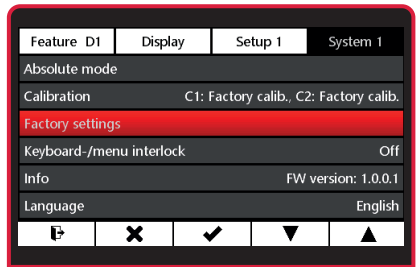 Feature D1 Display Setup 1 System 1
Absolute mode
Calibration C1: Factory calib., C2: Factory calib.
Factory settings
Keyboard-/menu interlock Off
Info FW version: 1.0.0.1
Language English